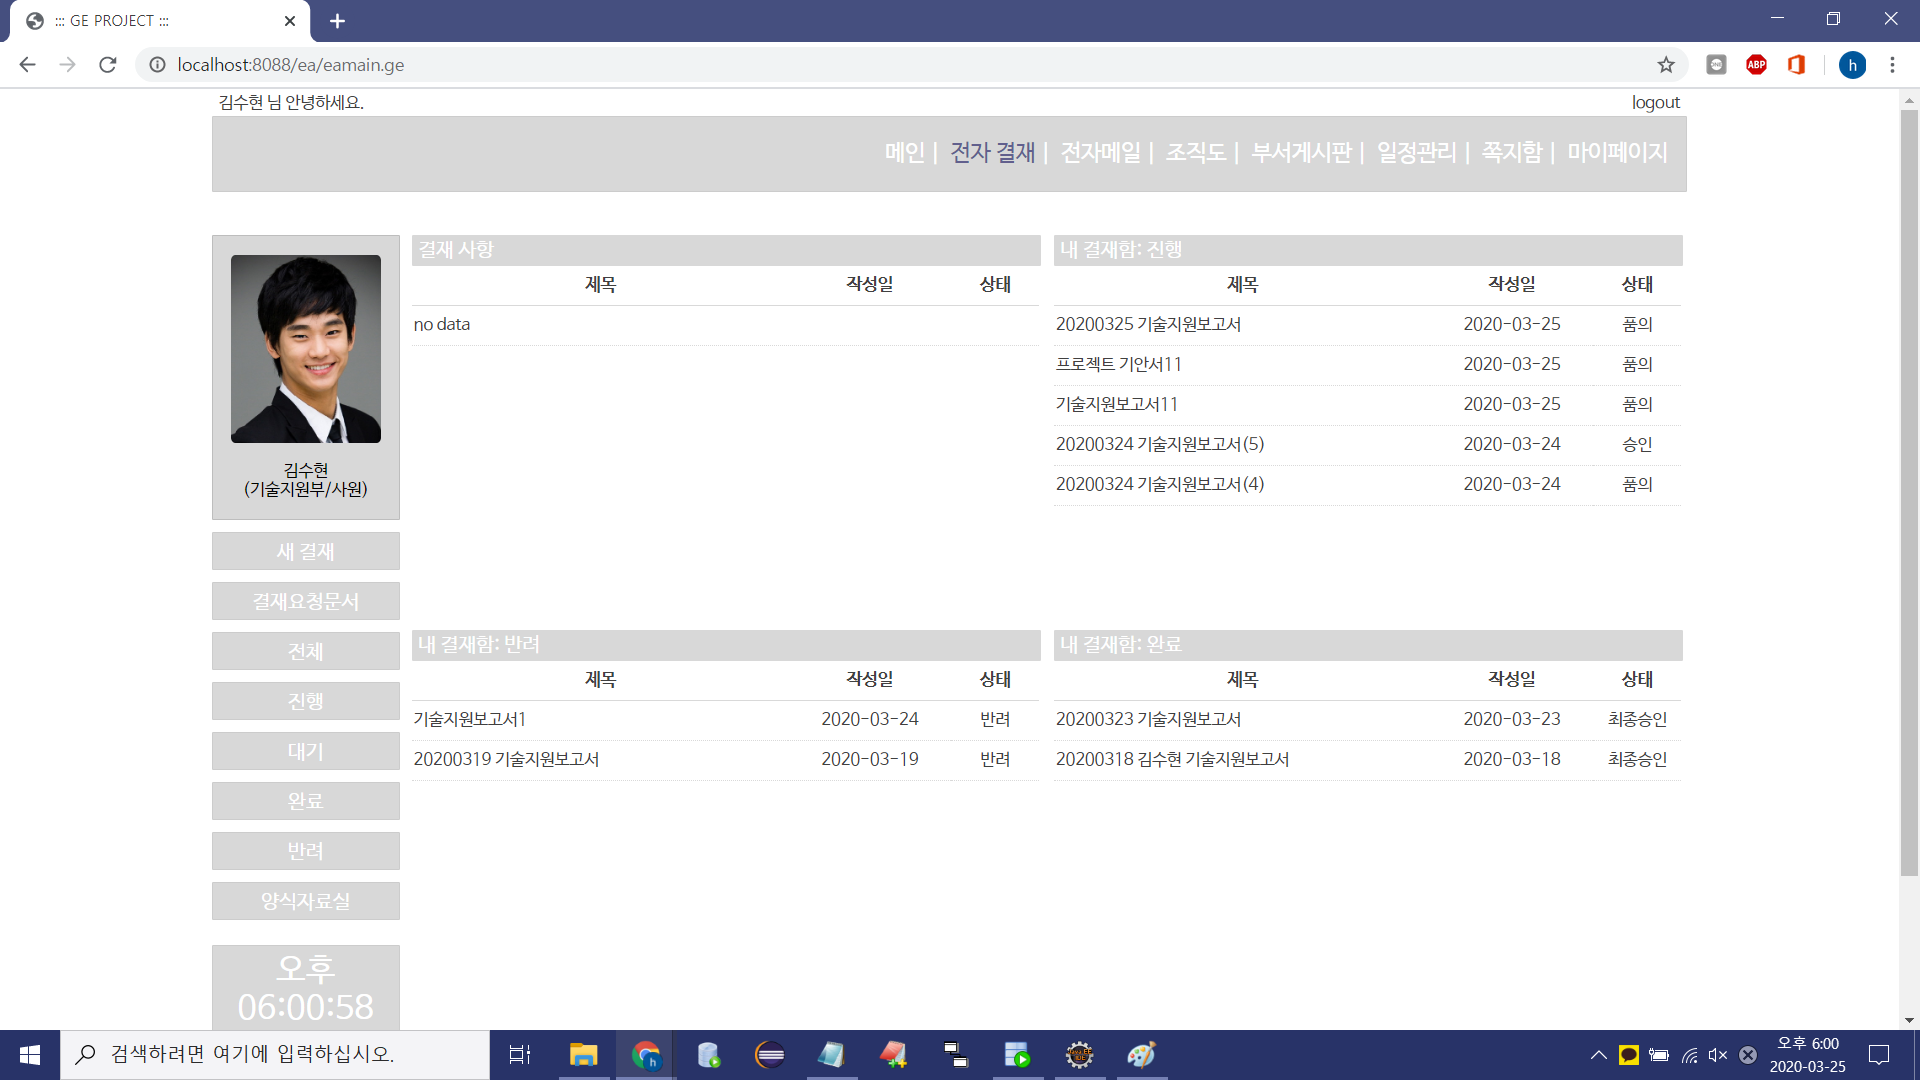 ::: GE PROJECT :::
localhost:8088/ea/eamain.ge
ABP
h
김수현 님 안녕하세요.
logout
메인 | 전자 결재 | 전자메일 | 조직도 | 부서게시판 | 일정관리 | 쪽지함 | 마이페이지
김수현
(기술지원부/사원)
새 결재
결재요청문서
전체
진행
대기
완료
반려
양식자료실
오후
06:00:58
결재 사항
제목 작성일 상태
no data
내 결재함: 진행
제목 작성일 상태
20200325 기술지원보고서 2020-03-25 품의
프로젝트 기안서11 2020-03-25 품의
기술지원보고서11 2020-03-25 품의
20200324 기술지원보고서(5) 2020-03-24 승인
20200324 기술지원보고서(4) 2020-03-24 품의
내 결재함: 반려
제목 작성일 상태
기술지원보고서1 2020-03-24 반려
20200319 기술지원보고서 2020-03-19 반려
내 결재함: 완료
제목 작성일 상태
20200323 기술지원보고서 2020-03-23 최종승인
20200318 김수현 기술지원보고서 2020-03-18 최종승인
검색하려면 여기에 입력하십시오.
h
오후 6:00
2020-03-25